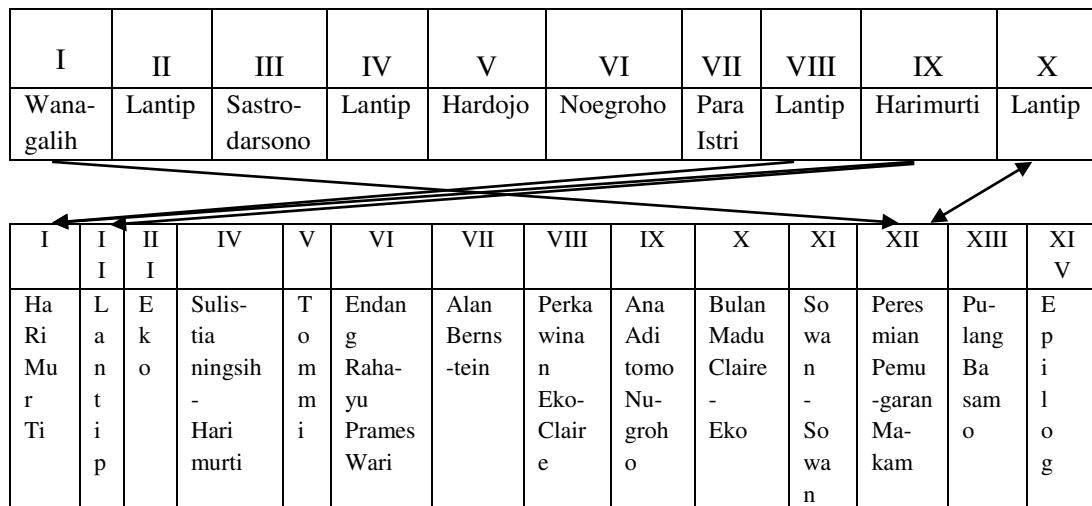 I II III IV V VI VII VIII IX X
Wana- Lantip Sastro- Lantip Hardojo Noegroho Para Lantip Harimurti Lantip
galih darsono Istri
I I II IV V VI VII VIII IX X XI XII XIII XI
I I V
Ha L E Sulis- T Endan Alan Perka Ana Bulan So Peres Pu- E
Ri a k tia o g Berns wina Adi Madu wa mian lang p
Mu n o ningsih m Raha- -tein n tomo Claire n Pemu Ba i
r t - m yu Eko- Nu- - - -garan sam l
Ti i Hari i Prames Clair groh Eko So Ma- o o
p murti Wari e o wa kam g
n